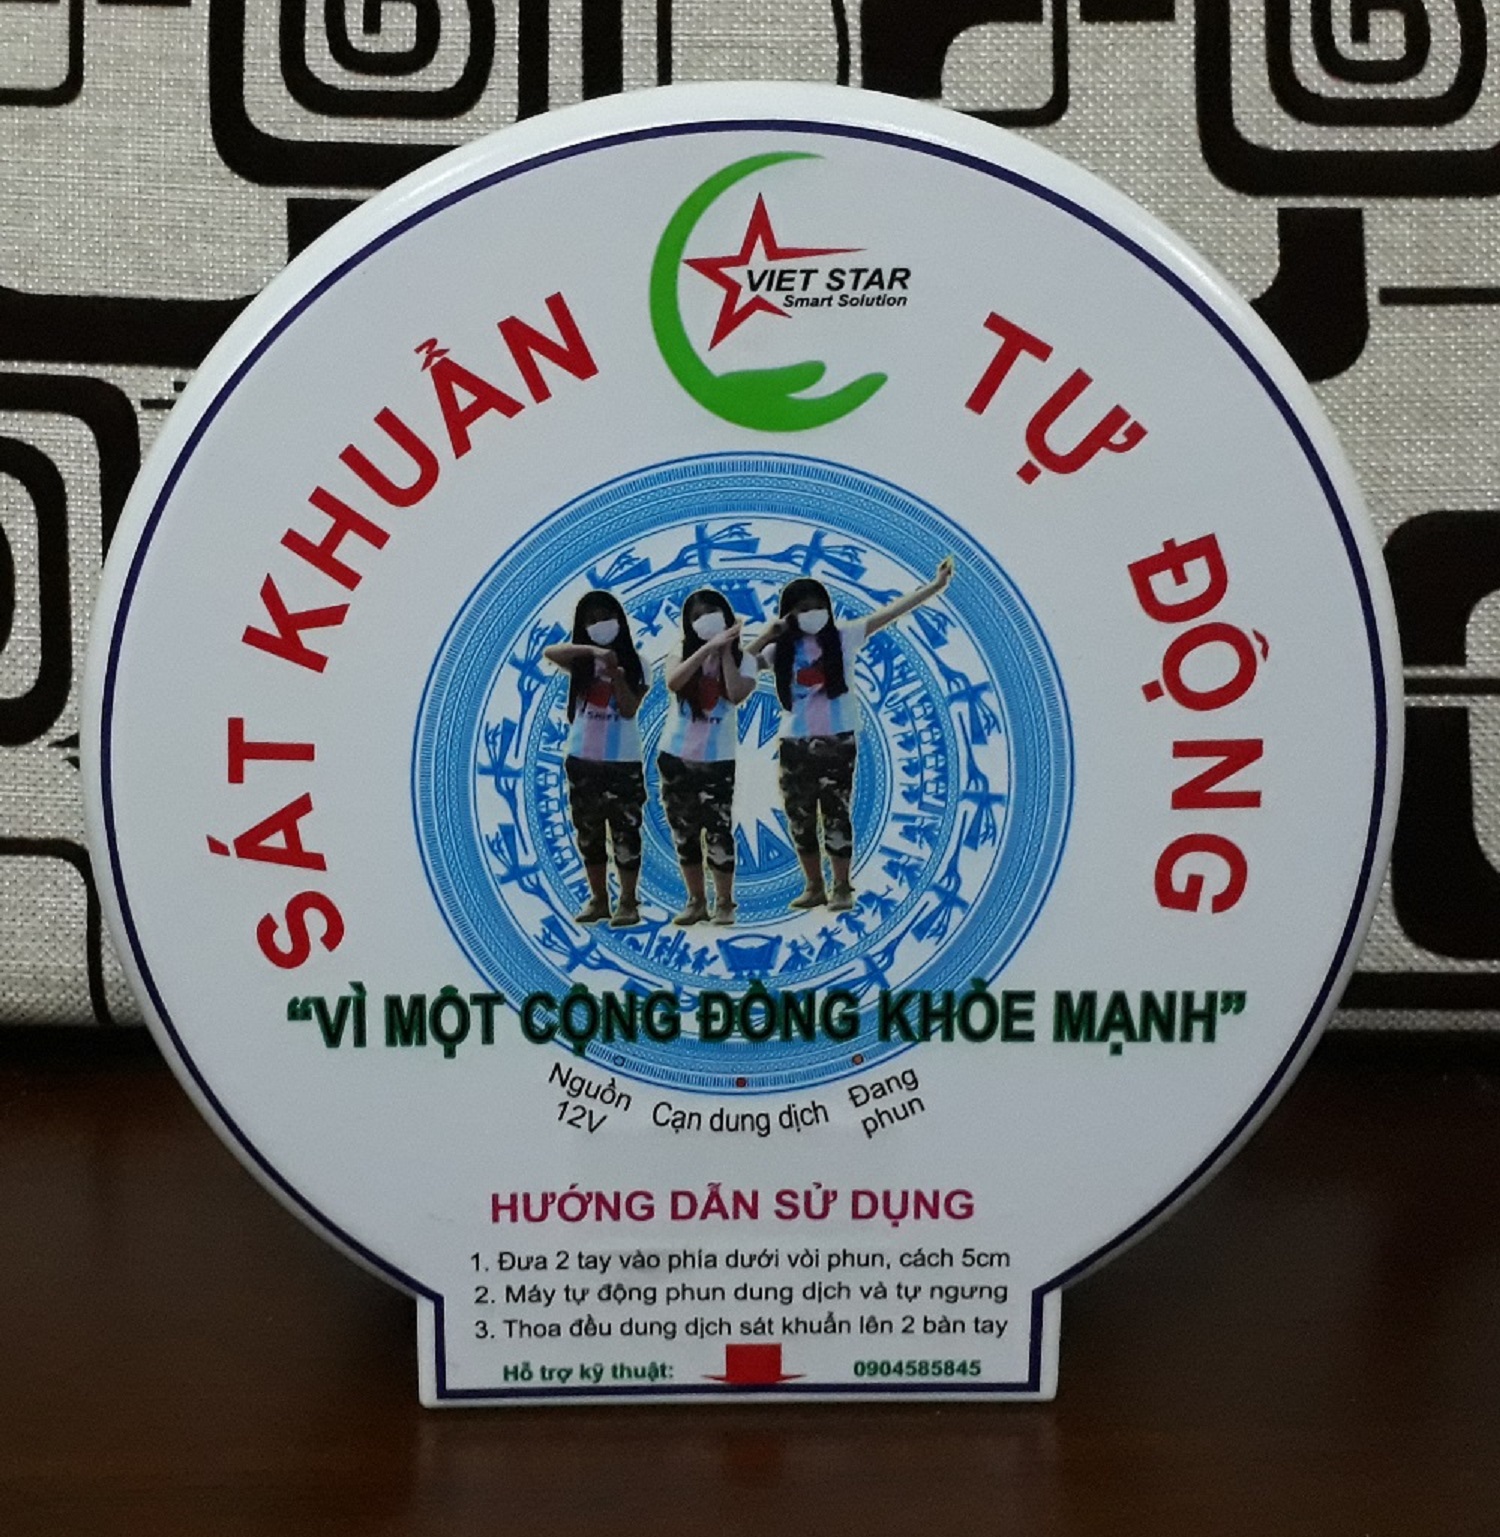 VIET STAR
Smart Solution
SÁT KHUẨN TỰ ĐỘNG
“VÌ MỘT CỘNG ĐỒNG KHỎE MẠNH”
Nguồn
12V
Cạn dung dịch
Đang
phun
HƯỚNG DẪN SỬ DỤNG
1. Đưa 2 tay vào phía dưới vòi phun, cách 5cm
2. Máy tự động phun dung dịch và tự ngưng
3. Thoa đều dung dịch sát khuẩn lên 2 bàn tay
Hỗ trợ kỹ thuật: 0904585845